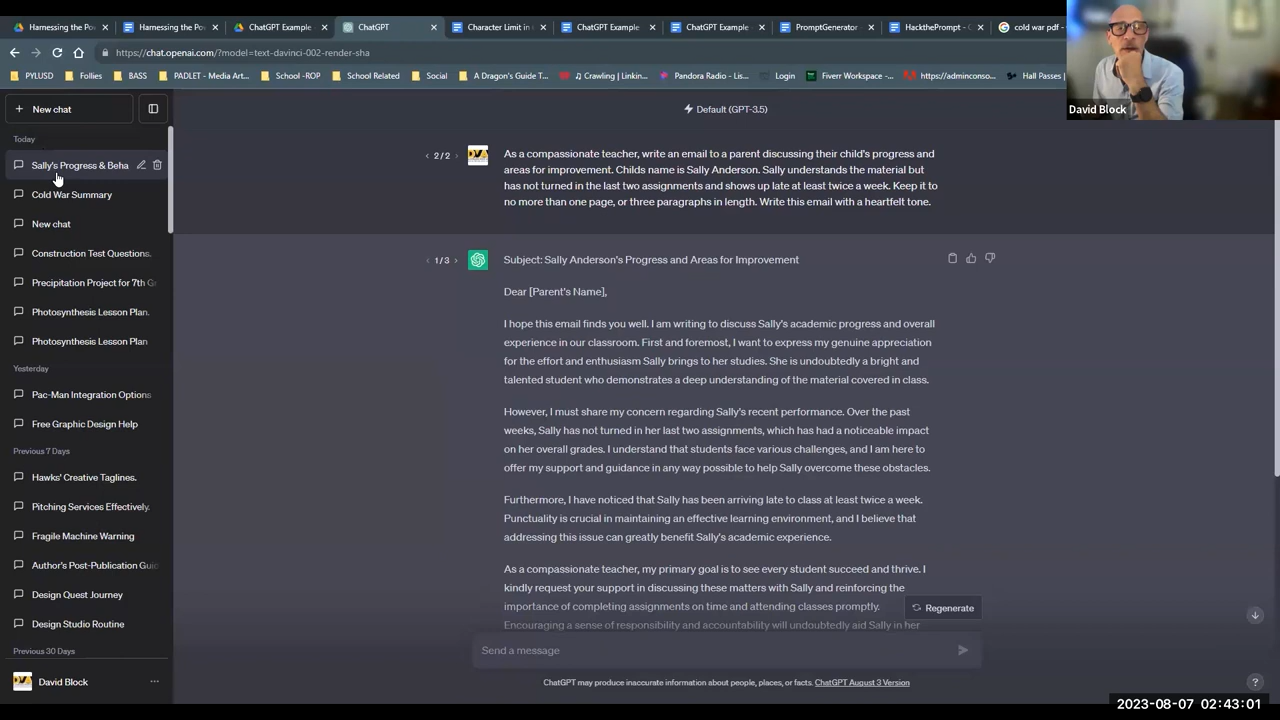 Harnessing the Pow
Harnessing the Pow
ChatGPT Example
ChatGPT
Character Limit in
ChatGPT Example
ChatGPT Example
PromptGenerator
HackthePrompt - G
cold war pdf -
https://chat.openai.com/?model=text-davinci-002-render-sha
PYLUSD
Follies
BASS
PADLET - Media Art...
School -ROP
School Related
Social
A Dragon's Guide T...
Crawling | Linkin...
Pandora Radio - Lis...
Login
Fiverr Workspace -...
https://adminconso...
Hall Passes |
David Block
New chat
Default (GPT-3.5)
Today
Sally's Progress & Beha
Cold War Summary
New chat
Construction Test Questions.
Precipitation Project for 7th G
Photosynthesis Lesson Plan.
Photosynthesis Lesson Plan
Yesterday
Pac-Man Integration Options
Free Graphic Design Help
Previous 7 Days
Hawks' Creative Taglines.
Pitching Services Effectively.
Fragile Machine Warning
Author's Post-Publication Guid
Design Quest Journey
Design Studio Routine
Previous 30 Days
David Block
2/2
As a compassionate teacher, write an email to a parent discussing their child's progress and
areas for improvement. Childs name is Sally Anderson. Sally understands the material but
has not turned in the last two assignments and shows up late at least twice a week. Keep it to
no more than one page, or three paragraphs in length. Write this email with a heartfelt tone.
1/3
Subject: Sally Anderson's Progress and Areas for Improvement
Dear [Parent's Name],
I hope this email finds you well. I am writing to discuss Sally's academic progress and overall
experience in our classroom. First and foremost, I want to express my genuine appreciation
for the effort and enthusiasm Sally brings to her studies. She is undoubtedly a bright and
talented student who demonstrates a deep understanding of the material covered in class.
However, I must share my concern regarding Sally's recent performance. Over the past
weeks, Sally has not turned in her last two assignments, which has had a noticeable impact
on her overall grades. I understand that students face various challenges, and I am here to
offer my support and guidance in any way possible to help Sally overcome these obstacles.
Furthermore, I have noticed that Sally has been arriving late to class at least twice a week.
Punctuality is crucial in maintaining an effective learning environment, and I believe that
addressing this issue can greatly benefit Sally's academic experience.
As a compassionate teacher, my primary goal is to see every student succeed and thrive. I
kindly request your support in discussing these matters with Sally and reinforcing the
importance of completing assignments on time and attending classes promptly.
Encouraging a sense of responsibility and accountability will undoubtedly aid Sally in her
Regenerate
Send a message
ChatGPT may produce inaccurate information about people, places, or facts. ChatGPT August 3 Version
?
2023-08-07 02:43:01